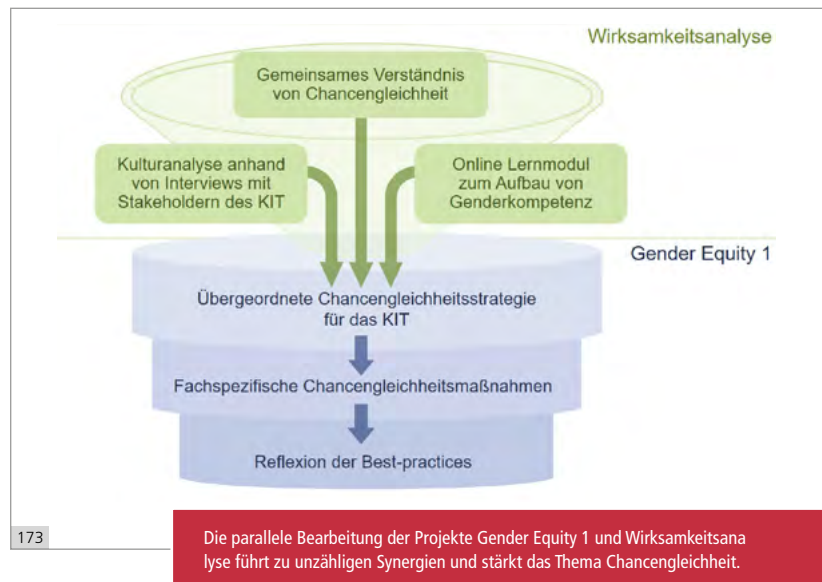 Wirksamkeitsanalyse
Gemeinsames Verständnis
von Chancengleichheit
Kulturanalyse anhand
von Interviews mit
Stakeholdern des KIT
Online Lernmodul
zum Aufbau von
Genderkompetenz
Gender Equity 1
Übergeordnete Chancengleichheitsstrategie
für das KIT
Fachspezifische Chancengleichheitsmaßnahmen
Reflexion der Best-practices
173
Die parallele Bearbeitung der Projekte Gender Equity 1 und Wirksamkeitsana
lyse führt zu unzähligen Synergien und stärkt das Thema Chancengleichheit.